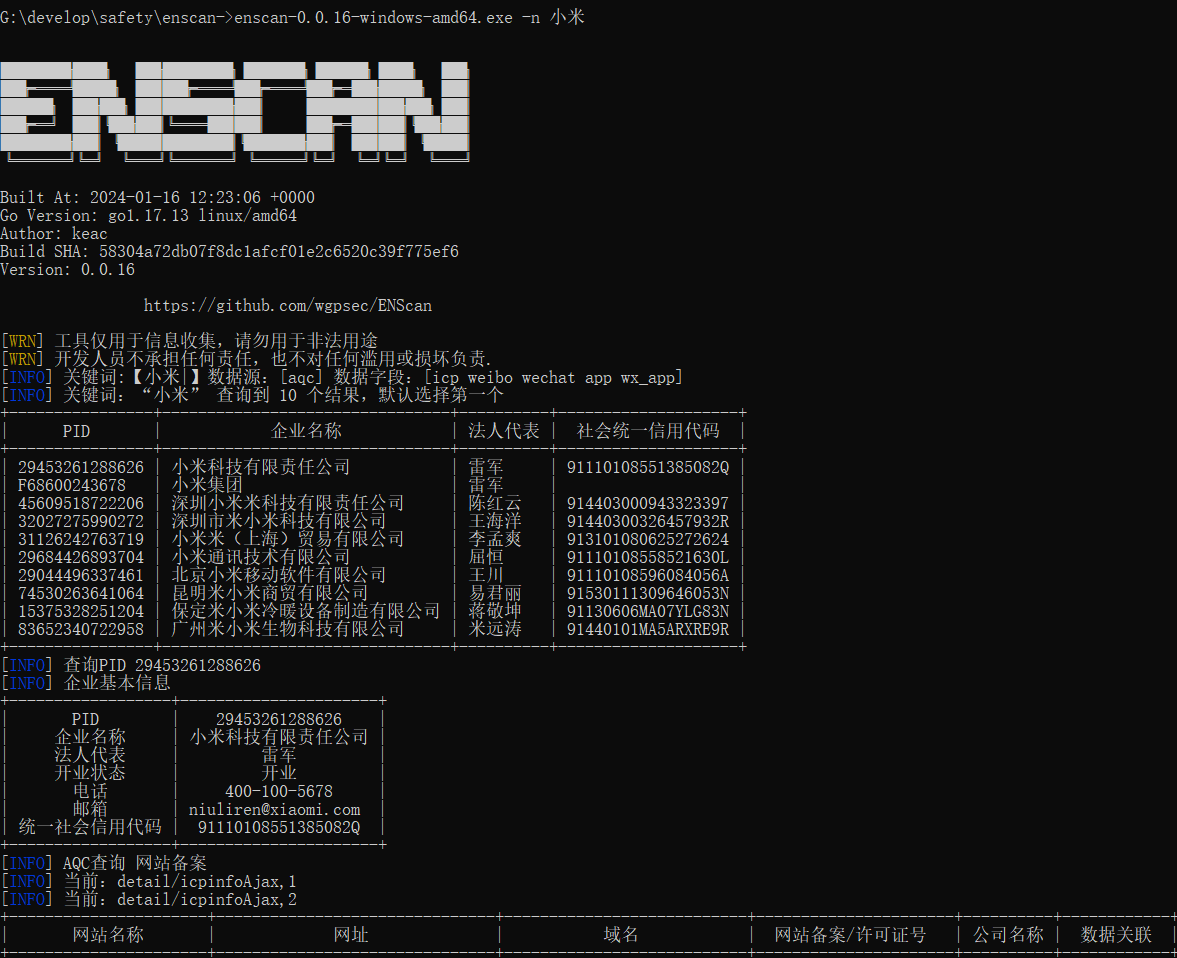 G:\develop\safety\enscan->enscan-0.0.16-windows-amd64.exe -n 小米
ENSCAN
Built At: 2024-01-16 12:23:06 +0000
Go Version: go1.17.13 linux/amd64
Author: keac
Build SHA: 58304a72db07f8dc1afcf01e2c6520c39f775ef6
Version: 0.0.16
https://github.com/wgpsec/ENScan
[WRN] 工具仅用于信息收集，请勿用于非法用途
[WRN] 开发人员不承担任何责任，也不对任何滥用或损坏负责.
[INFO] 关键词:【小米|】数据源：[aqc] 数据字段：[icp weibo wechat app wx_app]
[INFO] 关键词：“小米” 查询到 10 个结果，默认选择第一个
| PID | 企业名称 | 法人代表 | 社会统一信用代码 |
| 29453261288626 | 小米科技有限责任公司 | 雷军 | 91110108551385082Q |
| F68600243678 | 小米集团 | 雷军 | |
| 45609518722206 | 深圳小米米科技有限责任公司 | 陈红云 | 914403000943323397 |
| 32027275990272 | 深圳市米小米科技有限公司 | 王海洋 | 91440300326457932R |
| 31126242763719 | 小米米（上海）贸易有限公司 | 李孟爽 | 913101080625272624 |
| 29684426893704 | 小米通讯技术有限公司 | 屈恒 | 91110108558521630L |
| 29044496337461 | 北京小米移动软件有限公司 | 王川 | 91110108596084056A |
| 74530263641064 | 昆明米小米商贸有限公司 | 易君丽 | 91530111309646053N |
| 15375328251204 | 保定米小米冷暖设备制造有限公司 | 蒋敬坤 | 91130606MA07YLG83N |
| 83652340722958 | 广州米小米生物科技有限公司 | 米远涛 | 91440101MA5ARXRE9R |
[INFO] 查询PID 29453261288626
[INFO] 企业基本信息
| PID | 29453261288626 |
| 企业名称 | 小米科技有限责任公司 |
| 法人代表 | 雷军 |
| 开业状态 | 开业 |
| 电话 | 400-100-5678 |
| 邮箱 | niuliren@xiaomi.com |
| 统一社会信用代码 | 91110108551385082Q |
[INFO] AQC查询 网站备案
[INFO] 当前：detail/icpinfoAjax,1
[INFO] 当前：detail/icpinfoAjax,2
| 网站名称 | 网址 | 域名 | 网站备案/许可证号 | 公司名称 | 数据关联 |